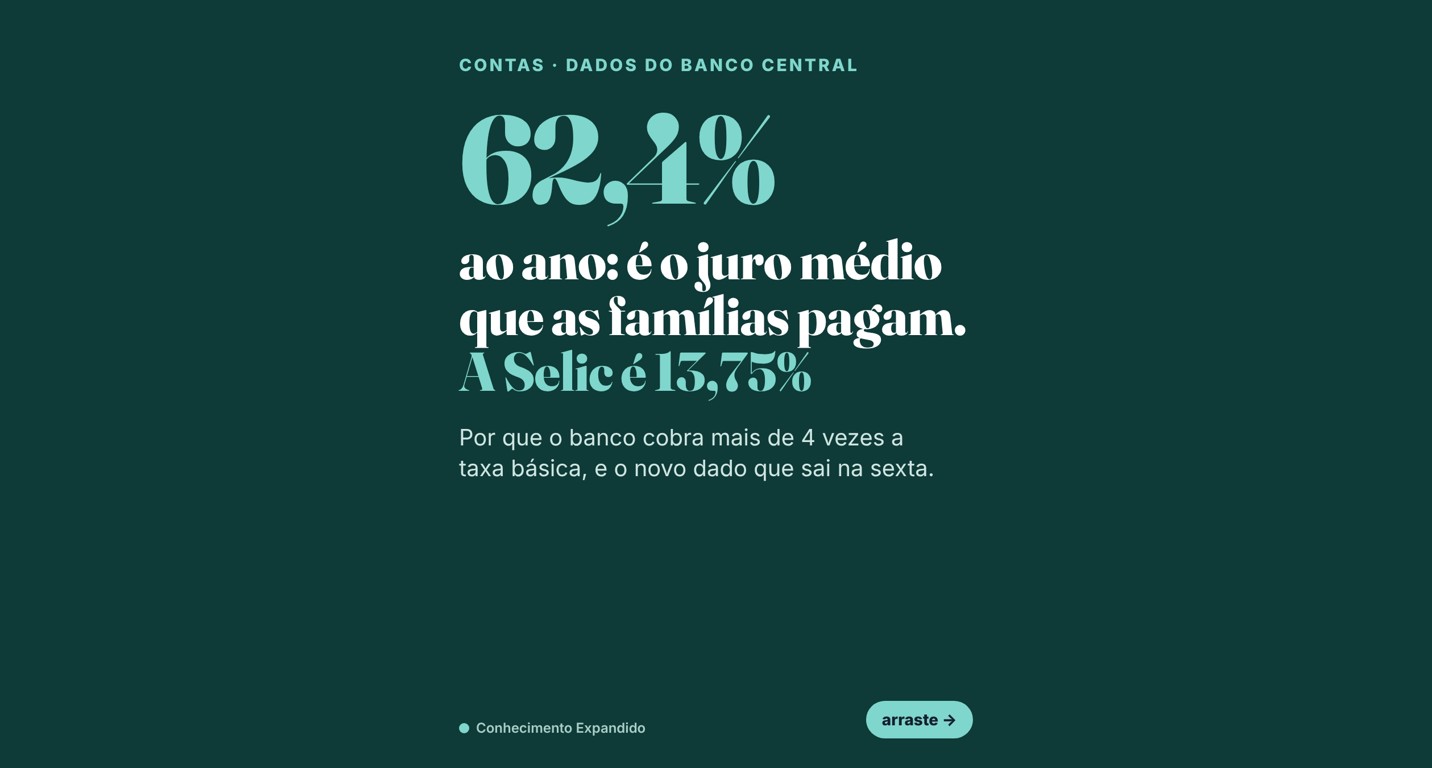 CONTAS · DADOS DO BANCO CENTRAL
62,4%
ao ano: é o juro médio
que as famílias pagam.
A Selic é 13,75%
Por que o banco cobra mais de 4 vezes a
taxa básica, e o novo dado que sai na sexta.
Conhecimento Expandido
arraste →